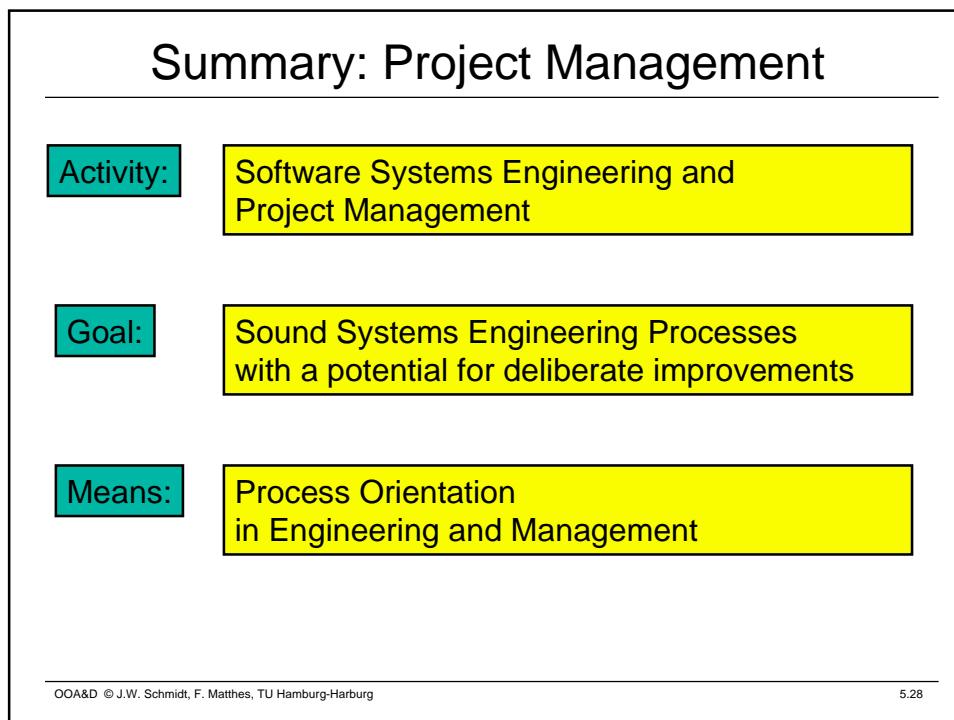 Summary: Project Management
Activity:
Software Systems Engineering and
Project Management
Goal:
Sound Systems Engineering Processes
with a potential for deliberate improvements
Means:
Process Orientation
in Engineering and Management
OOA&D © J.W. Schmidt, F. Matthes, TU Hamburg-Harburg
5.28